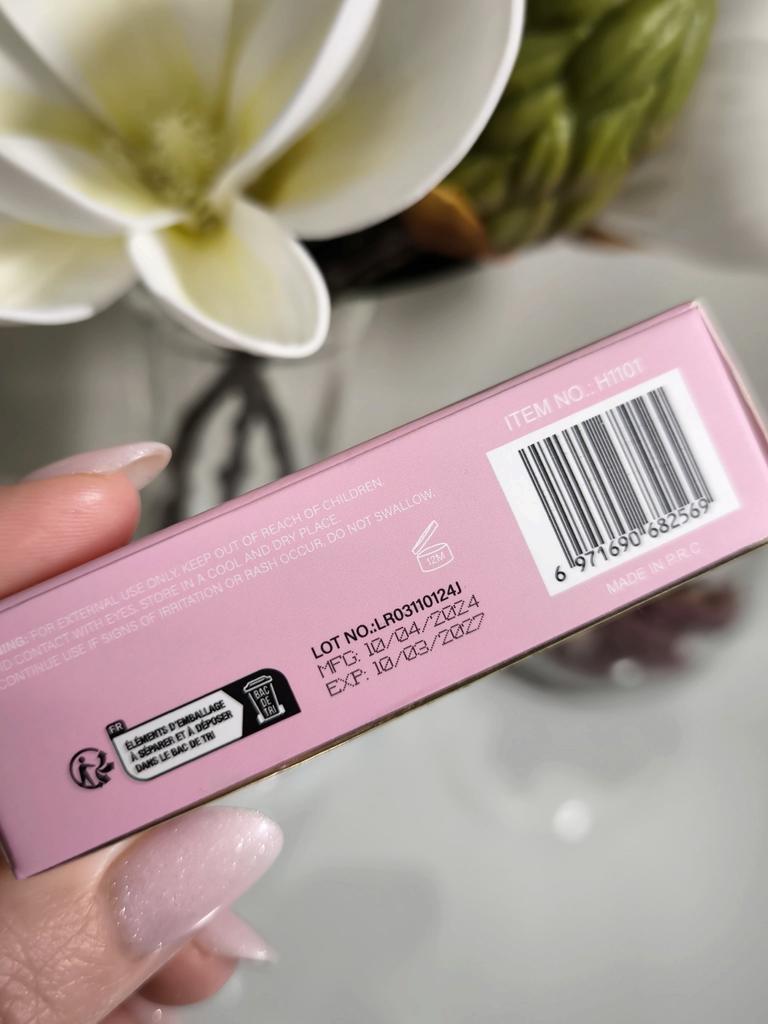 ITEM NO.: H1101
6 971690 682569
MADE IN P.R.C
NING: FOR EXTERNAL USE ONLY. KEEP OUT OF REACH OF CHILDREN.
ID CONTACT WITH EYES. STORE IN A COOL AND DRY PLACE
CONTINUE USE IF SIGNS OF IRRITATION OR RASH OCCUR. DO NOT SWALLOW.
12M
LOT NO.:LR03110124J
MFG: 10/04/2024
EXP: 10/03/2027
FR
ÉLÉMENTS D'EMBALLAGE
À SÉPARER ET À DÉPOSER
DANS LE BAC DE TRI
BAC
DE
TRI